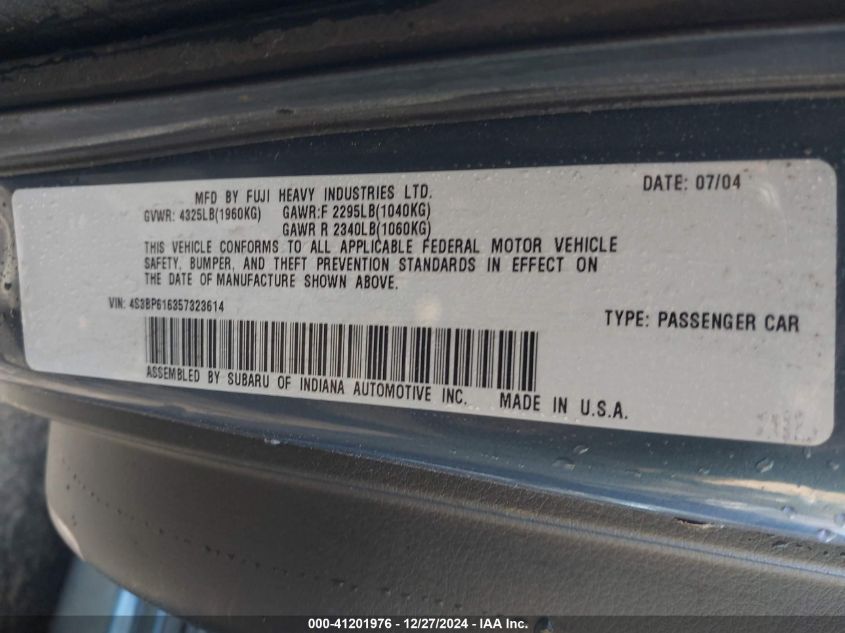 MFD BY FUJI HEAVY INDUSTRIES LTD. DATE: 07/04
GVWR: 4325LB(1960KG) GAWR:F 2295LB(1040KG)
GAWR R 2340LB(1060KG)
THIS VEHICLE CONFORMS TO ALL APPLICABLE FEDERAL MOTOR VEHICLE
SAFETY, BUMPER, AND THEFT PREVENTION STANDARDS IN EFFECT ON
THE DATE OF MANUFACTURE SHOWN ABOVE.
VIN: 4S3BP616357323614 TYPE: PASSENGER CAR
ASSEMBLED BY SUBARU OF INDIANA AUTOMOTIVE INC. MADE IN U.S.A.
000-41201976 - 12/27/2024 - IAA Inc.